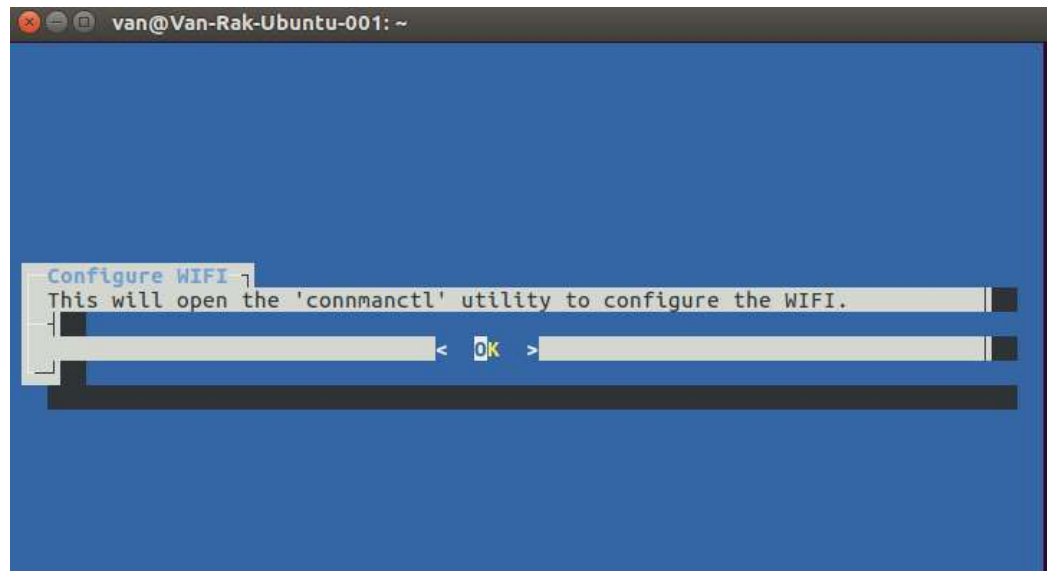 van@Van-Rak-Ubuntu-001: ~
Configure WIFI
This will open the 'connmanctl' utility to configure the WIFI.
< OK >